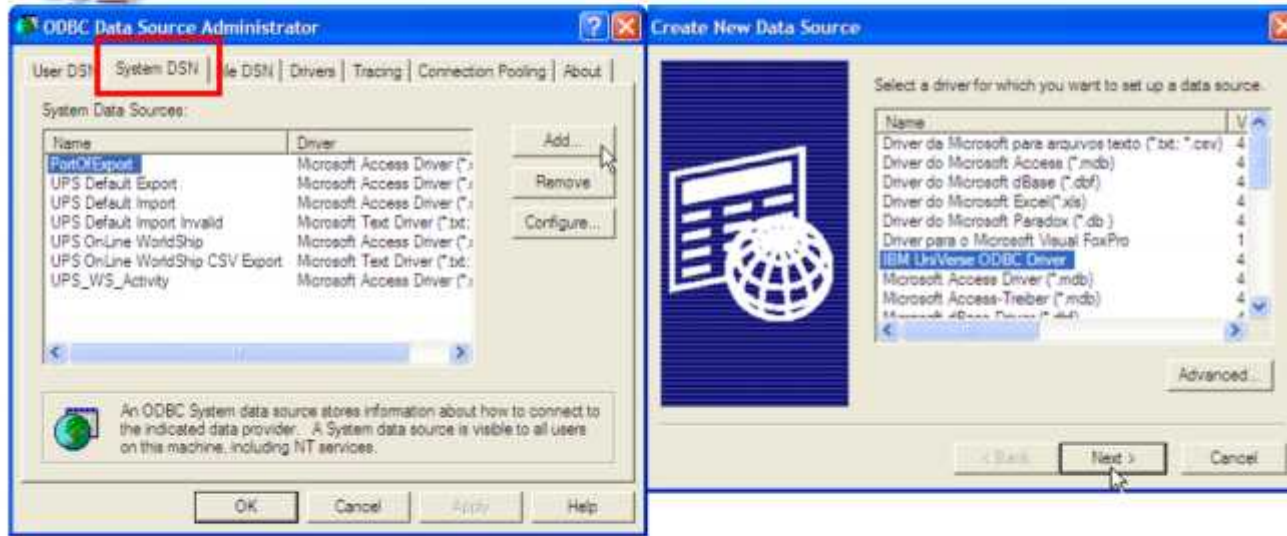 ODBC Data Source Administrator
User DSN System DSN File DSN Drivers Tracing Connection Pooling About
System Data Sources:
Name Driver
PortOfExport Microsoft Access Driver (*.
UPS Default Export Microsoft Access Driver (*.
UPS Default Import Microsoft Access Driver (*.
UPS Default Import Invalid Microsoft Text Driver (*.txt;
UPS OnLine WorldShip Microsoft Access Driver (*.
UPS OnLine WorldShip CSV Export Microsoft Text Driver (*.txt;
UPS_WS_Activity Microsoft Access Driver (*.
Add...
Remove
Configure...
An ODBC System data source stores information about how to connect to
the indicated data provider. A System data source is visible to all users
on this machine, including NT services.
OK Cancel Apply Help
Create New Data Source
Select a driver for which you want to set up a data source.
Name V
Driver da Microsoft para arquivos texto (*.txt; *.csv) 4
Driver do Microsoft Access (*.mdb) 4
Driver do Microsoft dBase (*.dbf) 4
Driver do Microsoft Excel(*.xls) 4
Driver do Microsoft Paradox (*.db ) 4
Driver para o Microsoft Visual FoxPro 1
IBM UniVerse ODBC Driver 4
Microsoft Access Driver (*.mdb) 4
Microsoft Access-Treiber (*.mdb) 4
Microsoft dBase Driver (*.dbf) 4
Advanced...
< Back Next > Cancel